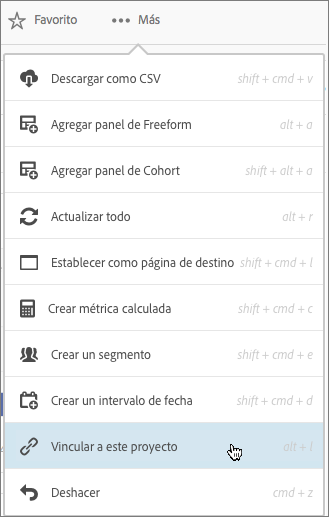 Favorito ••• Más
Descargar como CSV shift + cmd + v
Agregar panel de Freeform alt + a
Agregar panel de Cohort shift + alt + a
Actualizar todo alt + r
Establecer como página de destino shift + cmd + l
Crear métrica calculada shift + cmd + c
Crear un segmento shift + cmd + e
Crear un intervalo de fecha shift + cmd + d
Vincular a este proyecto alt + l
Deshacer cmd + z